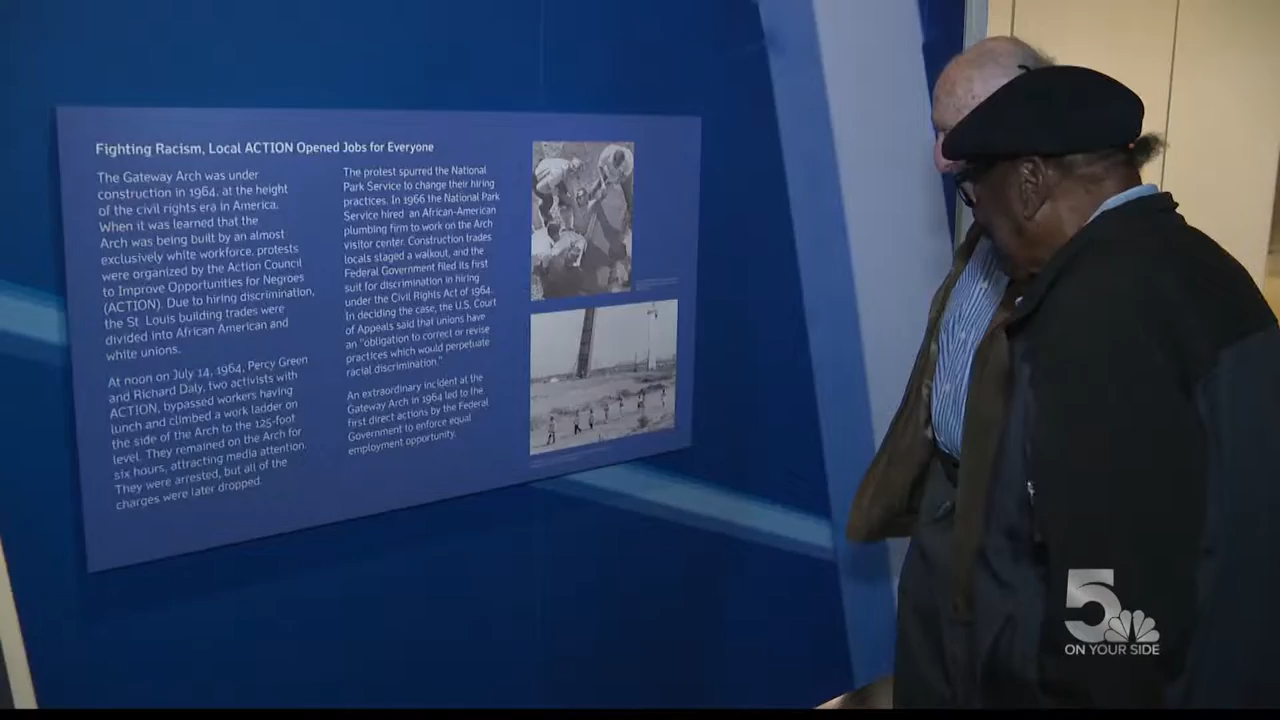 Fighting Racism, Local ACTION Opened Jobs for Everyone
The Gateway Arch was under
construction in 1964, at the height
of the civil rights era in America.
When it was learned that the
Arch was being built by an almost
exclusively white workforce, protests
were organized by the Action Council
to Improve Opportunities for Negroes
(ACTION). Due to hiring discrimination,
the St. Louis building trades were
divided into African American and
white unions.
At noon on July 14, 1964, Percy Green
and Richard Daly, two activists with
ACTION, bypassed workers having
lunch and climbed a work ladder on
the side of the Arch to the 125-foot
level. They remained on the Arch for
six hours, attracting media attention.
They were arrested, but all of the
charges were later dropped.
The protest spurred the National
Park Service to change their hiring
practices. In 1966 the National Park
Service hired an African-American
plumbing firm to work on the Arch
visitor center. Construction trades
locals staged a walkout, and the
Federal Government filed its first
suit for discrimination in hiring
under the Civil Rights Act of 1964.
In deciding the case, the U.S. Court
of Appeals said that unions have
an "obligation to correct or revise
practices which would perpetuate
racial discrimination."
An extraordinary incident at the
Gateway Arch in 1964 led to the
first direct actions by the Federal
Government to enforce equal
employment opportunity.
5
ON YOUR SIDE